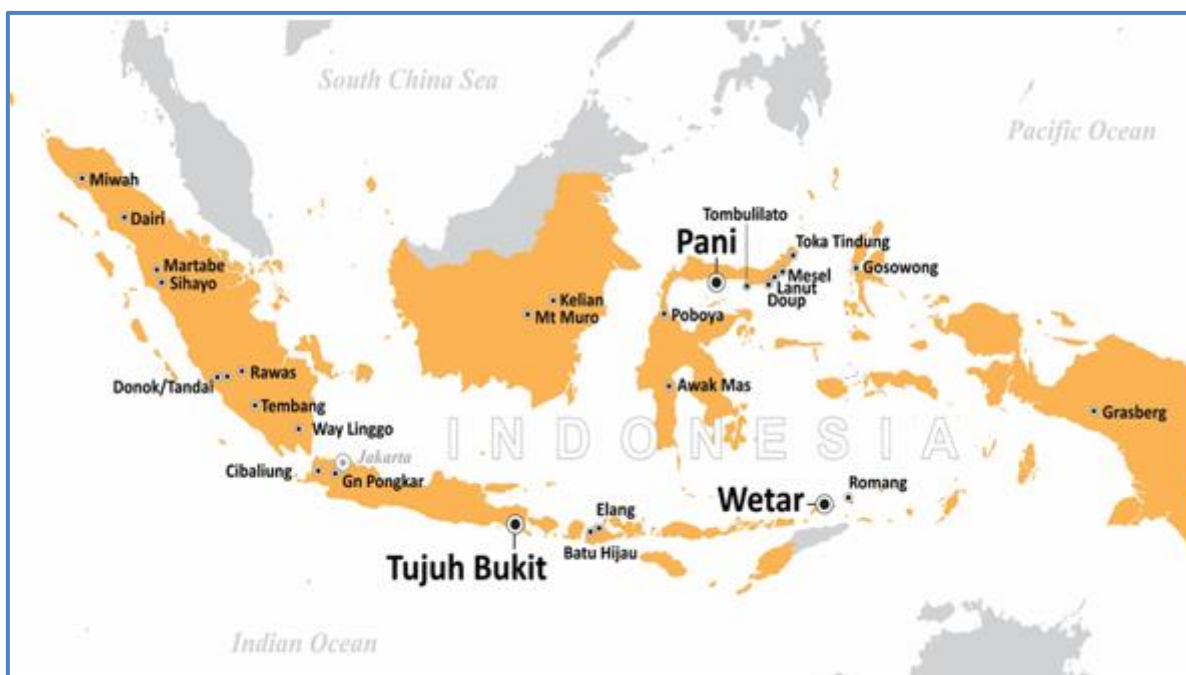 South China Sea
Pacific Ocean
Miwah
Dairi
Martabe
Sihayo
Tombulilato
Pani
Toka Tindung
Mesel
Lanut
Doup
Gosowong
Kelian
Mt Muro
Poboya
Donok/Tandai
Rawas
Awak Mas
Tembang
Grasberg
Way Linggo
INDONESIA
Jakarta
Cibaliung
Gn Pongkar
Wetar
Romang
Elang
Batu Hijau
Tujuh Bukit
Indian Ocean